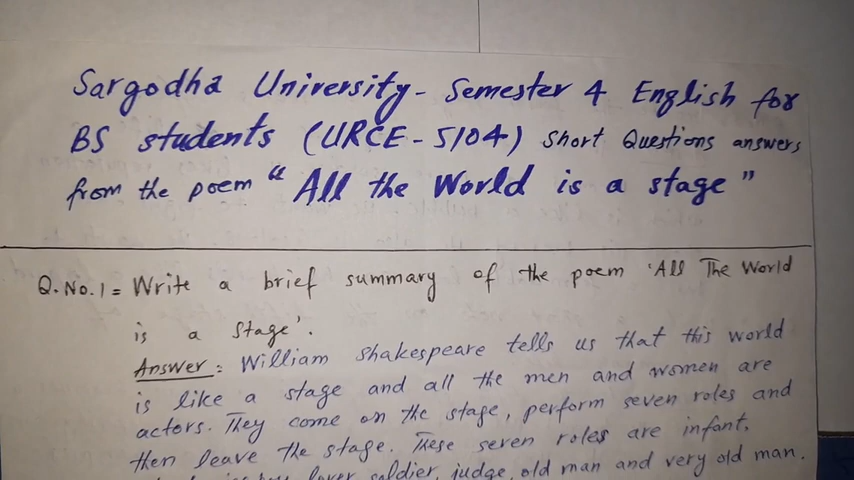 Sargodha University - Semester 4 English for
BS students (URCE - 5104) Short Questions answers
from the poem "All the World is a stage"
Q. No. 1 = Write a brief summary of the poem 'All The World
is a Stage'.
Answer: William Shakespeare tells us that this world
is like a stage and all the men and women are
actors. They come on the stage, perform seven roles and
then leave the stage. These seven roles are infant,
lover, soldier, judge, old man and very old man.